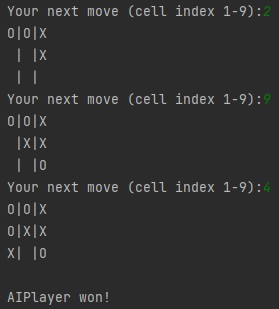 Your next move (cell index 1-9):2
O|O|X
 | |X
 | |
Your next move (cell index 1-9):9
O|O|X
 |X|X
 | |O
Your next move (cell index 1-9):4
O|O|X
O|X|X
X| |O
AIPlayer won!